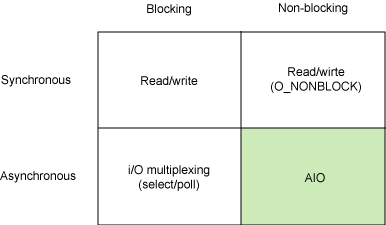 Blocking
Non-blocking
Synchronous
Read/write
Read/wirte
(O_NONBLOCK)
Asynchronous
i/O multiplexing
(select/poll)
AIO